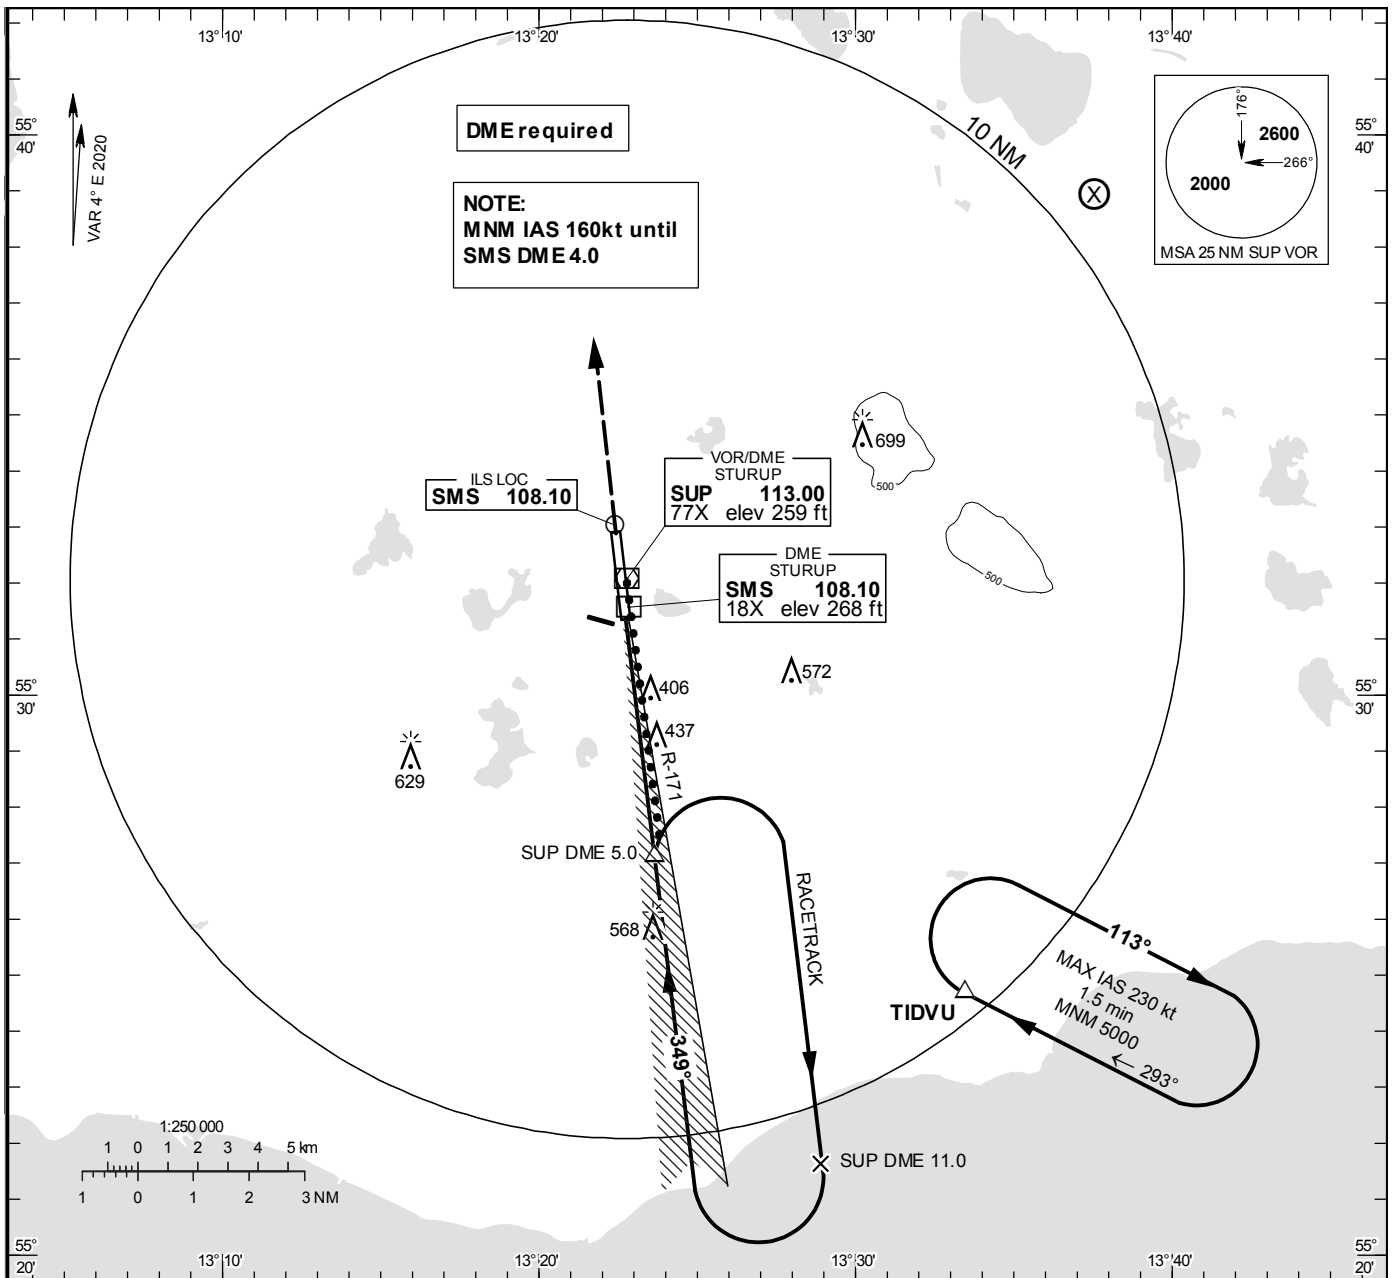 13°10'
13°20'
13°30'
13°40'
55°
40'
55°
40'
VAR 4° E 2020
DME required
NOTE:
MNM IAS 160kt until
SMS DME 4.0
10 NM
X
176°
2600
266°
2000
MSA 25 NM SUP VOR
699
500
500
ILS LOC
SMS 108.10
VOR/DME
STURUP
SUP 113.00
77X elev 259 ft
DME
STURUP
SMS 108.10
18X elev 268 ft
572
406
437
R-171
629
55°
30'
55°
30'
SUP DME 5.0
568
RACETRACK
349°
TIDVU
113°
MAX IAS 230 kt
1.5 min
MNM 5000
293°
SUP DME 11.0
1:250 000
1 0 1 2 3 4 5 km
1 0 1 2 3 NM
55°
20'
55°
20'
13°10'
13°20'
13°30'
13°40'